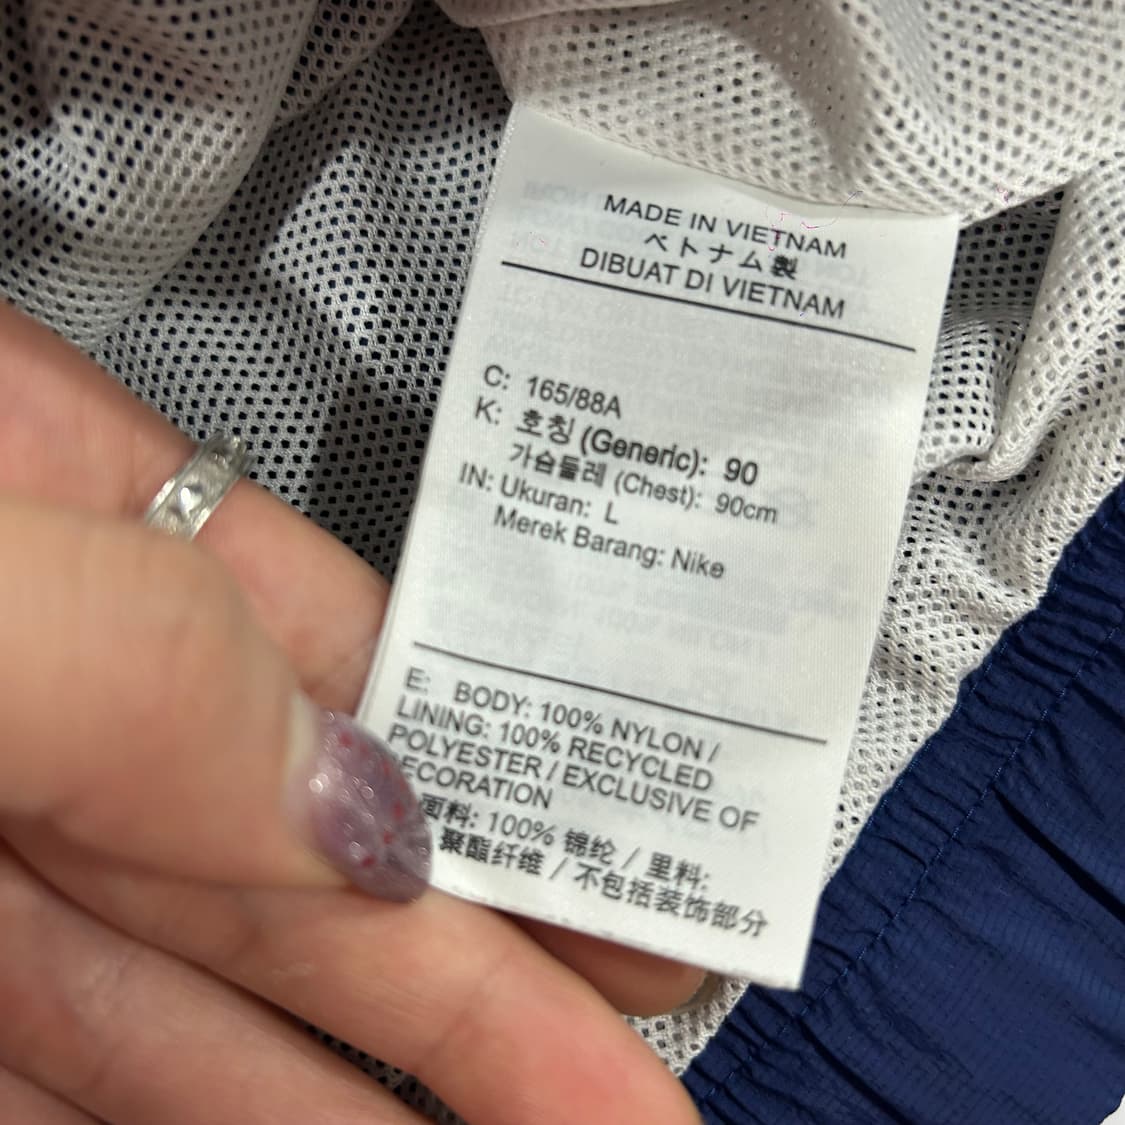 MADE IN VIETNAM
ベトナム製
DIBUAT DI VIETNAM
C: 165/88A
K: 호칭 (Generic): 90
가슴둘레 (Chest): 90cm
IN: Ukuran: L
Merek Barang: Nike
E: BODY: 100% NYLON /
LINING: 100% RECYCLED
POLYESTER / EXCLUSIVE OF
ECORATION
面料: 100% 锦纶 / 里料:
聚酯纤维 / 不包括装饰部分